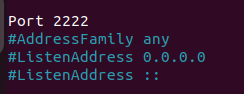 Port 2222
#AddressFamily any
#ListenAddress 0.0.0.0
#ListenAddress ::